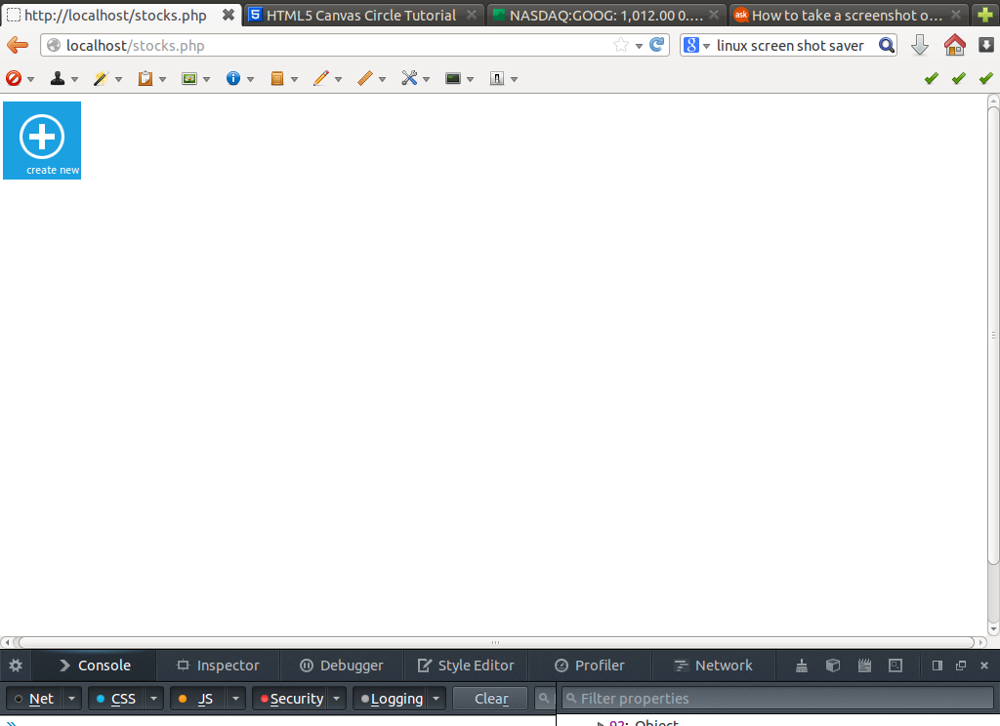 http://localhost/stocks.php
HTML5 Canvas Circle Tutorial
NASDAQ:GOOG: 1,012.00 0....
ask How to take a screenshot o...
localhost/stocks.php
8 linux screen shot saver
create new
Console
Inspector
Debugger
Style Editor
Profiler
Network
Net
CSS
JS
Security
Logging
Clear
Filter properties
92: Object